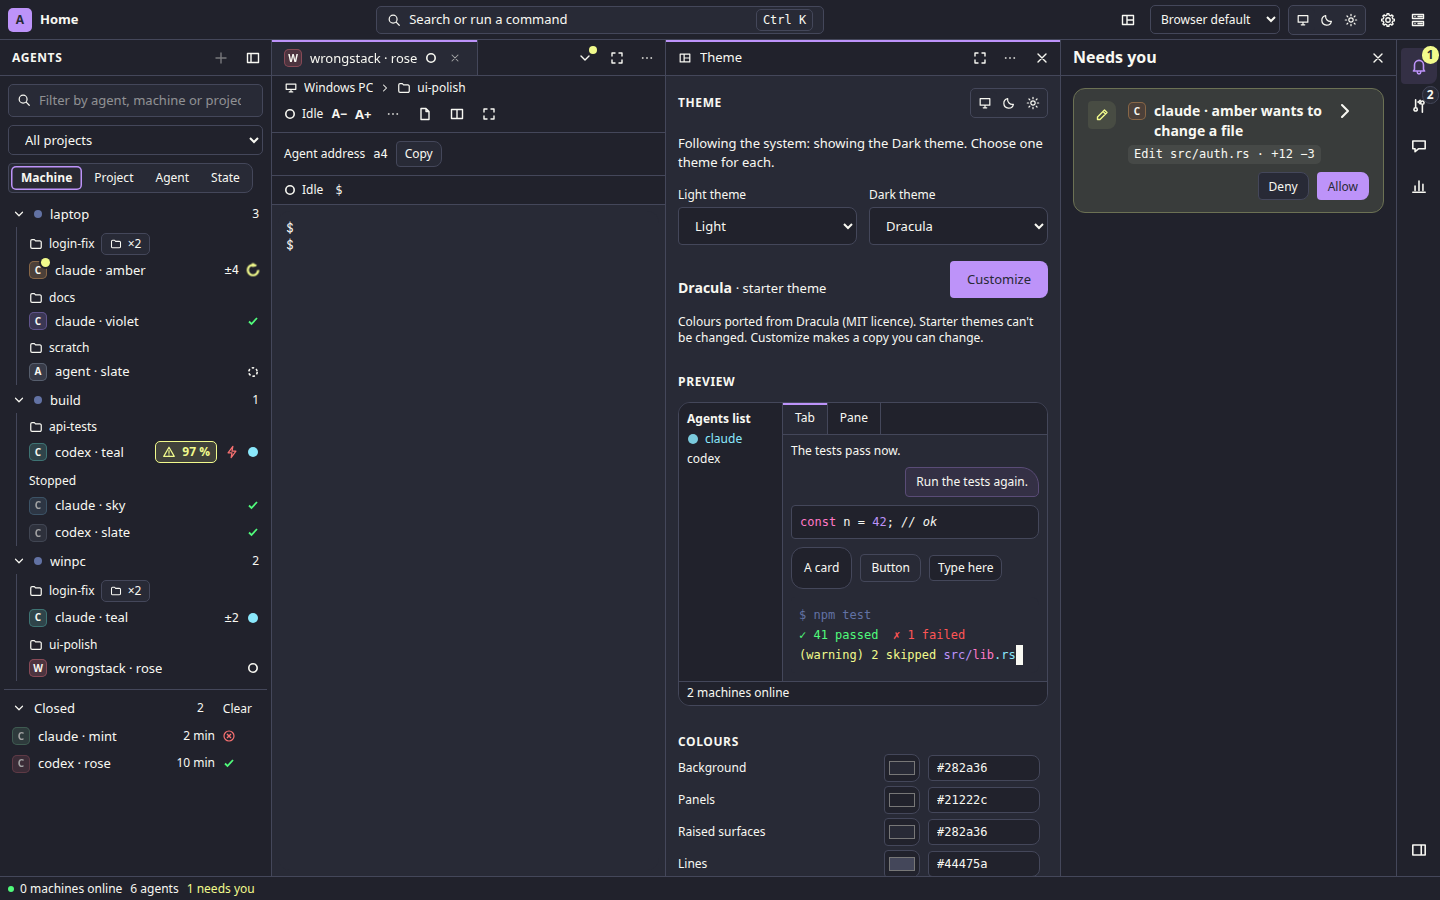 A Home
Search or run a command Ctrl K
Browser default
AGENTS
Filter by agent, machine or projec
All projects
Machine Project Agent State
laptop 3
login-fix ×2
C claude · amber ±4
docs
C claude · violet
scratch
A agent · slate
build 1
api-tests
C codex · teal 97 %
Stopped
C claude · sky
C codex · slate
winpc 2
login-fix ×2
C claude · teal ±2
ui-polish
W wrongstack · rose
Closed 2 Clear
C claude · mint 2 min
C codex · rose 10 min
W wrongstack · rose
Windows PC ui-polish
Idle A− A+
Agent address a4 Copy
Idle $
$
$
Theme
THEME
Following the system: showing the Dark theme. Choose one
theme for each.
Light theme Dark theme
Light Dracula
Dracula · starter theme Customize
Colours ported from Dracula (MIT licence). Starter themes can't
be changed. Customize makes a copy you can change.
PREVIEW
Agents list
claude
codex
Tab Pane
The tests pass now.
Run the tests again.
const n = 42; // ok
A card Button Type here
$ npm test
✓ 41 passed ✗ 1 failed
(warning) 2 skipped src/lib.rs
2 machines online
COLOURS
Background #282a36
Panels #21222c
Raised surfaces #282a36
Lines #44475a
Needs you
C claude · amber wants to
change a file
Edit src/auth.rs · +12 −3
Deny Allow
1
2
0 machines online 6 agents 1 needs you